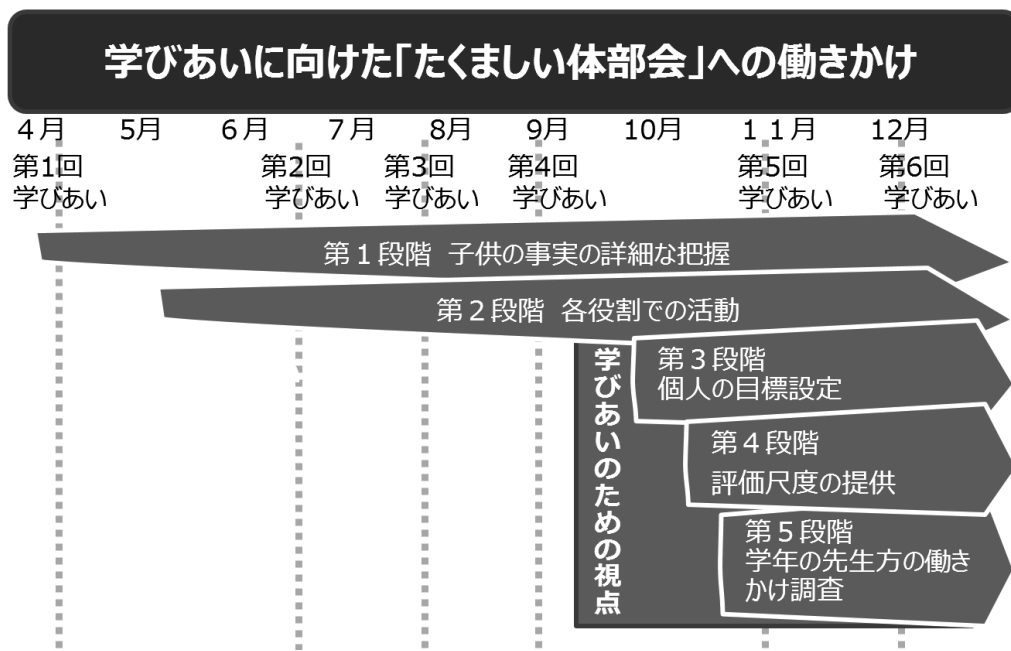 学びあいに向けた「たくましい体部会」への働きかけ
4月 5月 6月 7月 8月 9月 10月 11月 12月
第1回 第2回 第3回 第4回 第5回 第6回
学びあい 学びあい 学びあい 学びあい 学びあい 学びあい
第1段階 子供の事実の詳細な把握
第2段階 各役割での活動
学びあいのための視点
第3段階
個人の目標設定
第4段階
評価尺度の提供
第5段階
学年の先生方の働き
かけ調査